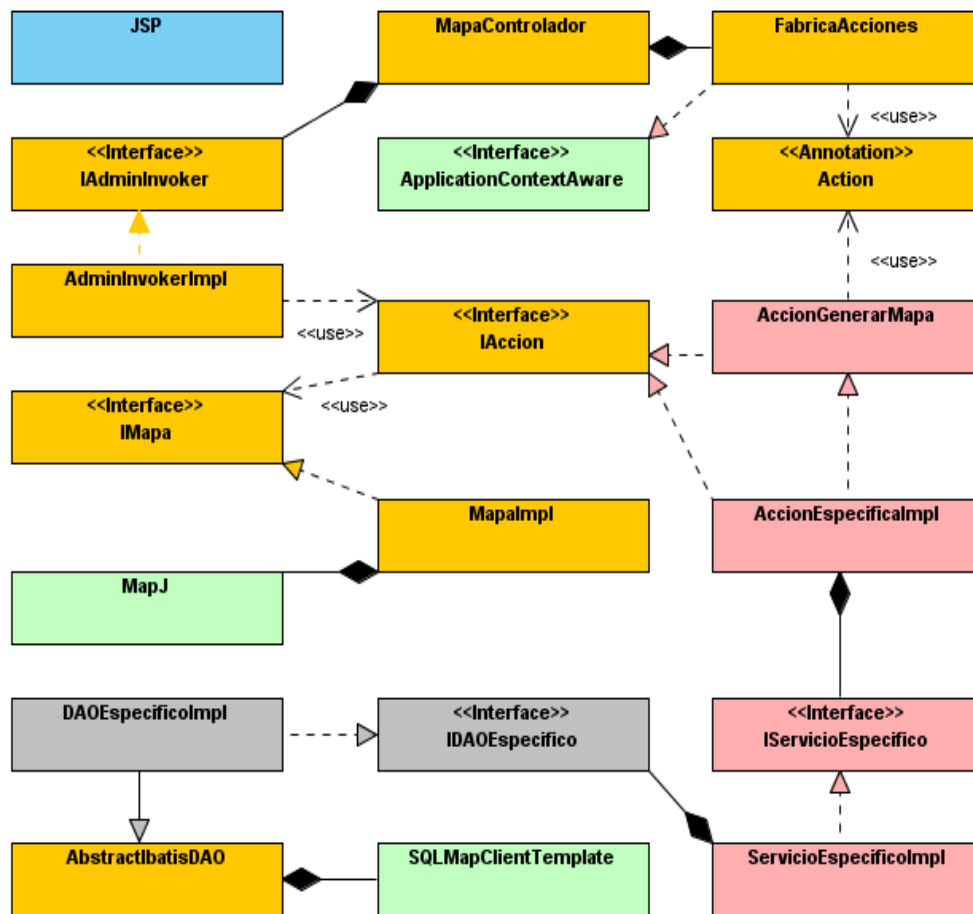 JSP
MapaControlador
FabricaAcciones
<<use>>
<<Interface>>
IAdminInvoker
<<Interface>>
ApplicationContextAware
<<Annotation>>
Action
<<use>>
AdminInvokerImpl
<<use>>
<<Interface>>
IAccion
AccionGenerarMapa
<<Interface>>
IMapa
<<use>>
MapaImpl
AccionEspecificaImpl
MapJ
DAOEspecificoImpl
<<Interface>>
IDAOEspecifico
<<Interface>>
IServicioEspecifico
AbstractIbatisDAO
SQLMapClientTemplate
ServicioEspecificoImpl